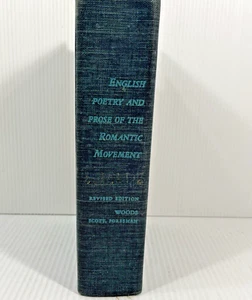 ENGLISH
POETRY AND
PROSE OF THE
ROMANTIC
MOVEMENT
REVISED EDITION
WOODS
SCOTT, FORESMAN